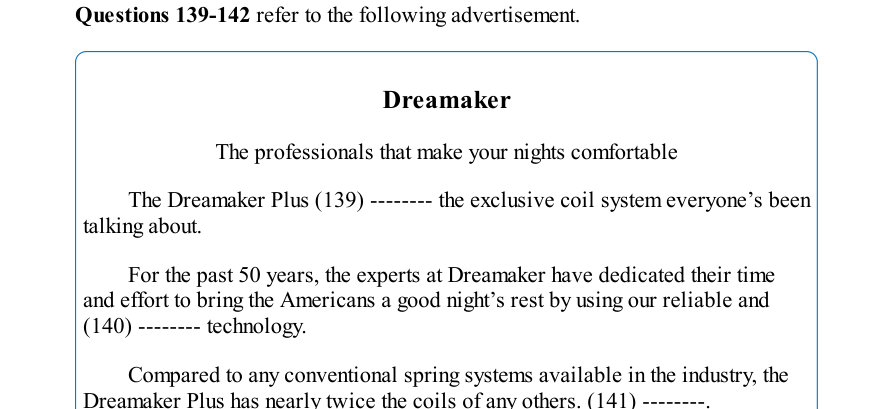 Questions 139-142 refer to the following advertisement.
Dreamaker
The professionals that make your nights comfortable
The Dreamaker Plus (139) -------- the exclusive coil system everyone’s been
talking about.
For the past 50 years, the experts at Dreamaker have dedicated their time
and effort to bring the Americans a good night’s rest by using our reliable and
(140) -------- technology.
Compared to any conventional spring systems available in the industry, the
Dreamaker Plus has nearly twice the coils of any others. (141) --------.